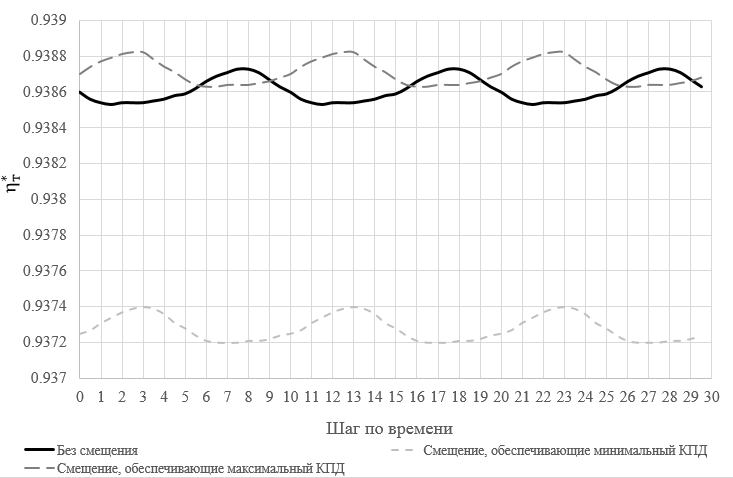 0.939
0.9388
0.9386
0.9384
0.9382
0.938
0.9378
0.9376
0.9374
0.9372
0.937
η*т
0 1 2 3 4 5 6 7 8 9 10 11 12 13 14 15 16 17 18 19 20 21 22 23 24 25 26 27 28 29 30
Шаг по времени
Без смещения
Смещение, обеспечивающие минимальный КПД
Смещение, обеспечивающие максимальный КПД